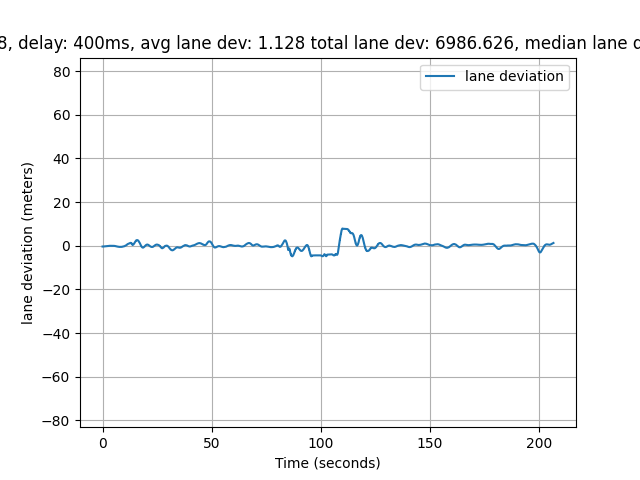 8, delay: 400ms, avg lane dev: 1.128 total lane dev: 6986.626, median lane d
lane deviation
80
60
40
20
0
−20
−40
−60
−80
lane deviation (meters)
0 50 100 150 200
Time (seconds)